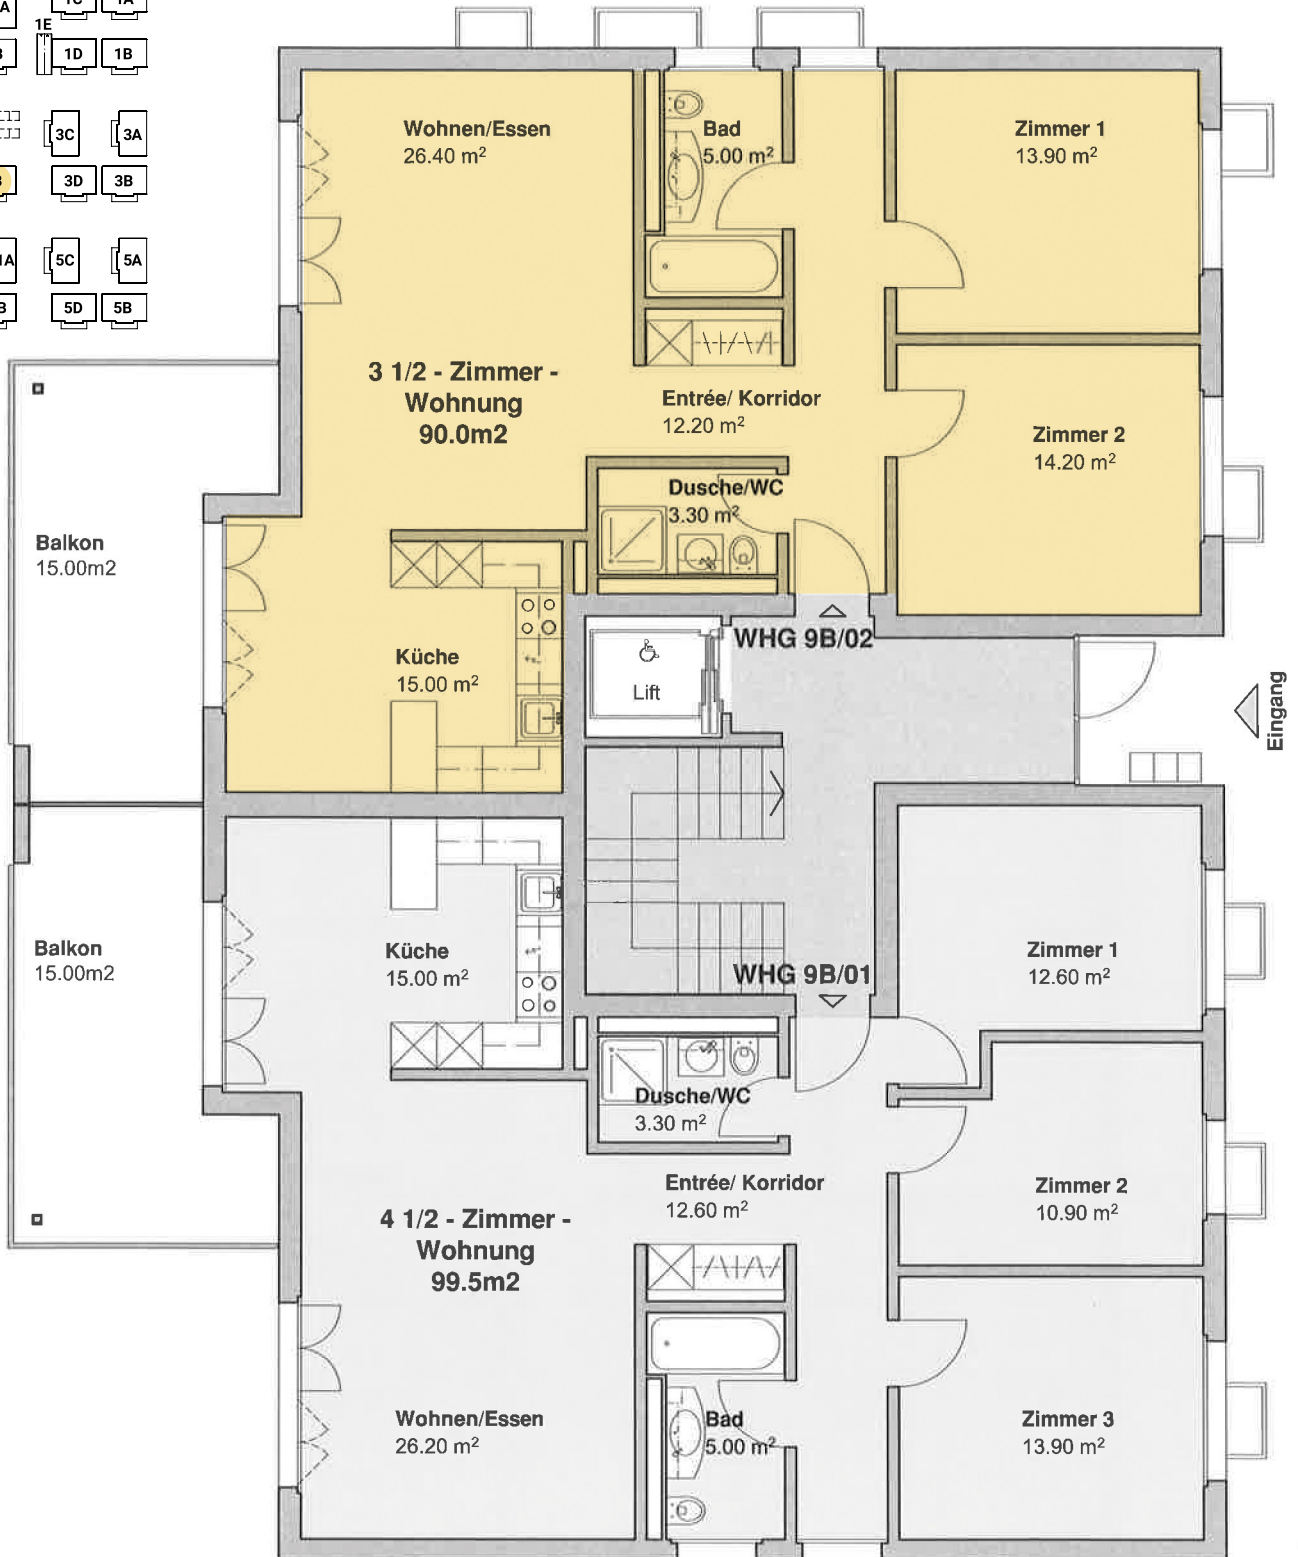 1C
1A
A
1E
1D
1B
3C
3A
3D
3B
5C
5A
5D
5B
Wohnen/Essen
26.40 m²
Bad
5.00 m²
Zimmer 1
13.90 m²
3 1/2 - Zimmer -
Wohnung
90.0m2
Entrée/ Korridor
12.20 m²
Zimmer 2
14.20 m²
Dusche/WC
3.30 m²
Balkon
15.00m2
Küche
15.00 m²
WHG 9B/02
Lift
Eingang
Balkon
15.00m2
Küche
15.00 m²
WHG 9B/01
Zimmer 1
12.60 m²
Dusche/WC
3.30 m²
Entrée/ Korridor
12.60 m²
Zimmer 2
10.90 m²
4 1/2 - Zimmer -
Wohnung
99.5m2
Wohnen/Essen
26.20 m²
Bad
5.00 m²
Zimmer 3
13.90 m²